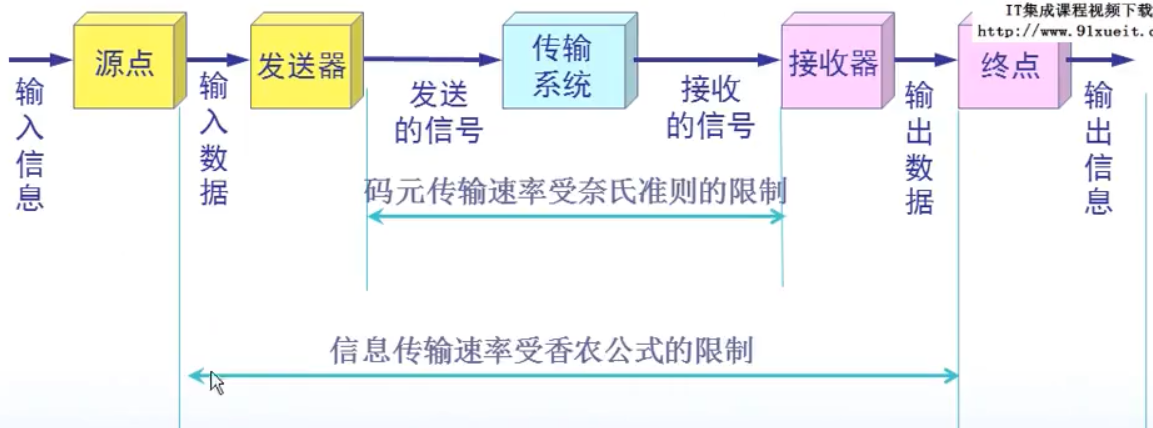 IT集成课程视频下载
http://www.91xueit.c
源点
发送器
传输
系统
接收器
终点
输入信息
输入数据
发送
的信号
接收
的信号
输出数据
输出信息
码元传输速率受奈氏准则的限制
信息传输速率受香农公式的限制